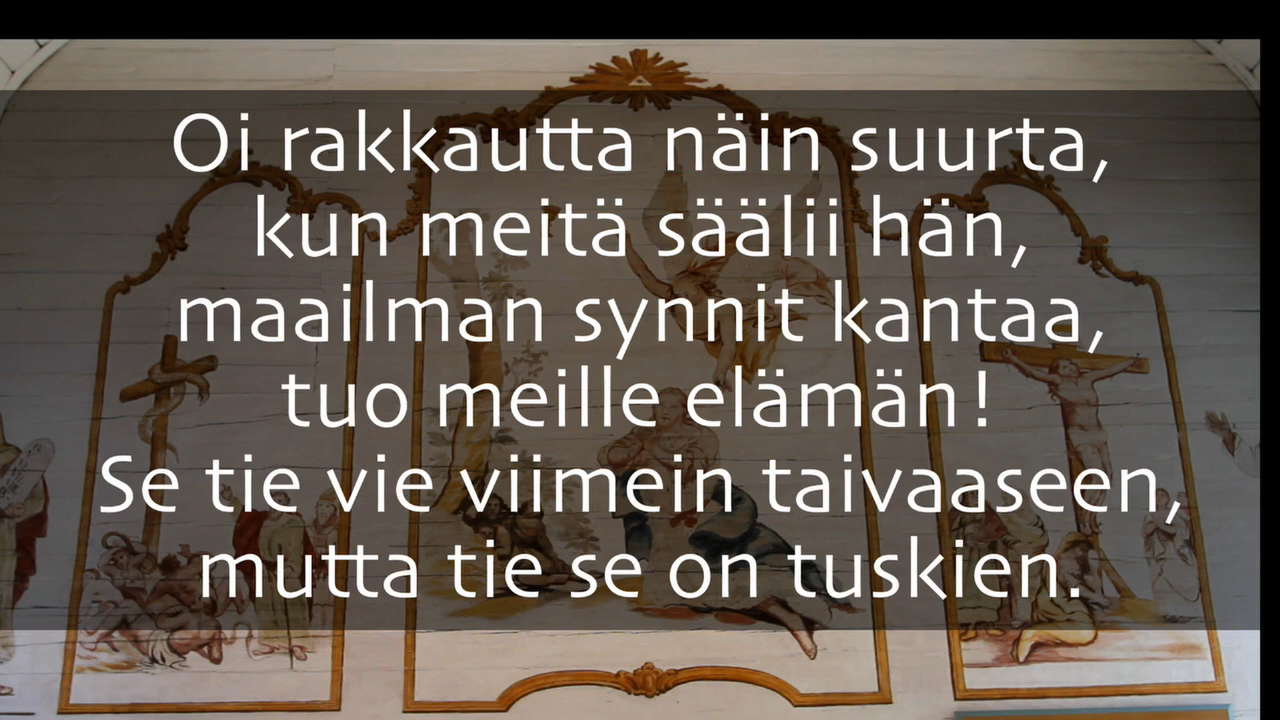 Oi rakkautta näin suurta,
kun meitä säälii hän,
maailman synnit kantaa,
tuo meille elämän!
Se tie vie viimein taivaaseen,
mutta tie se on tuskien.